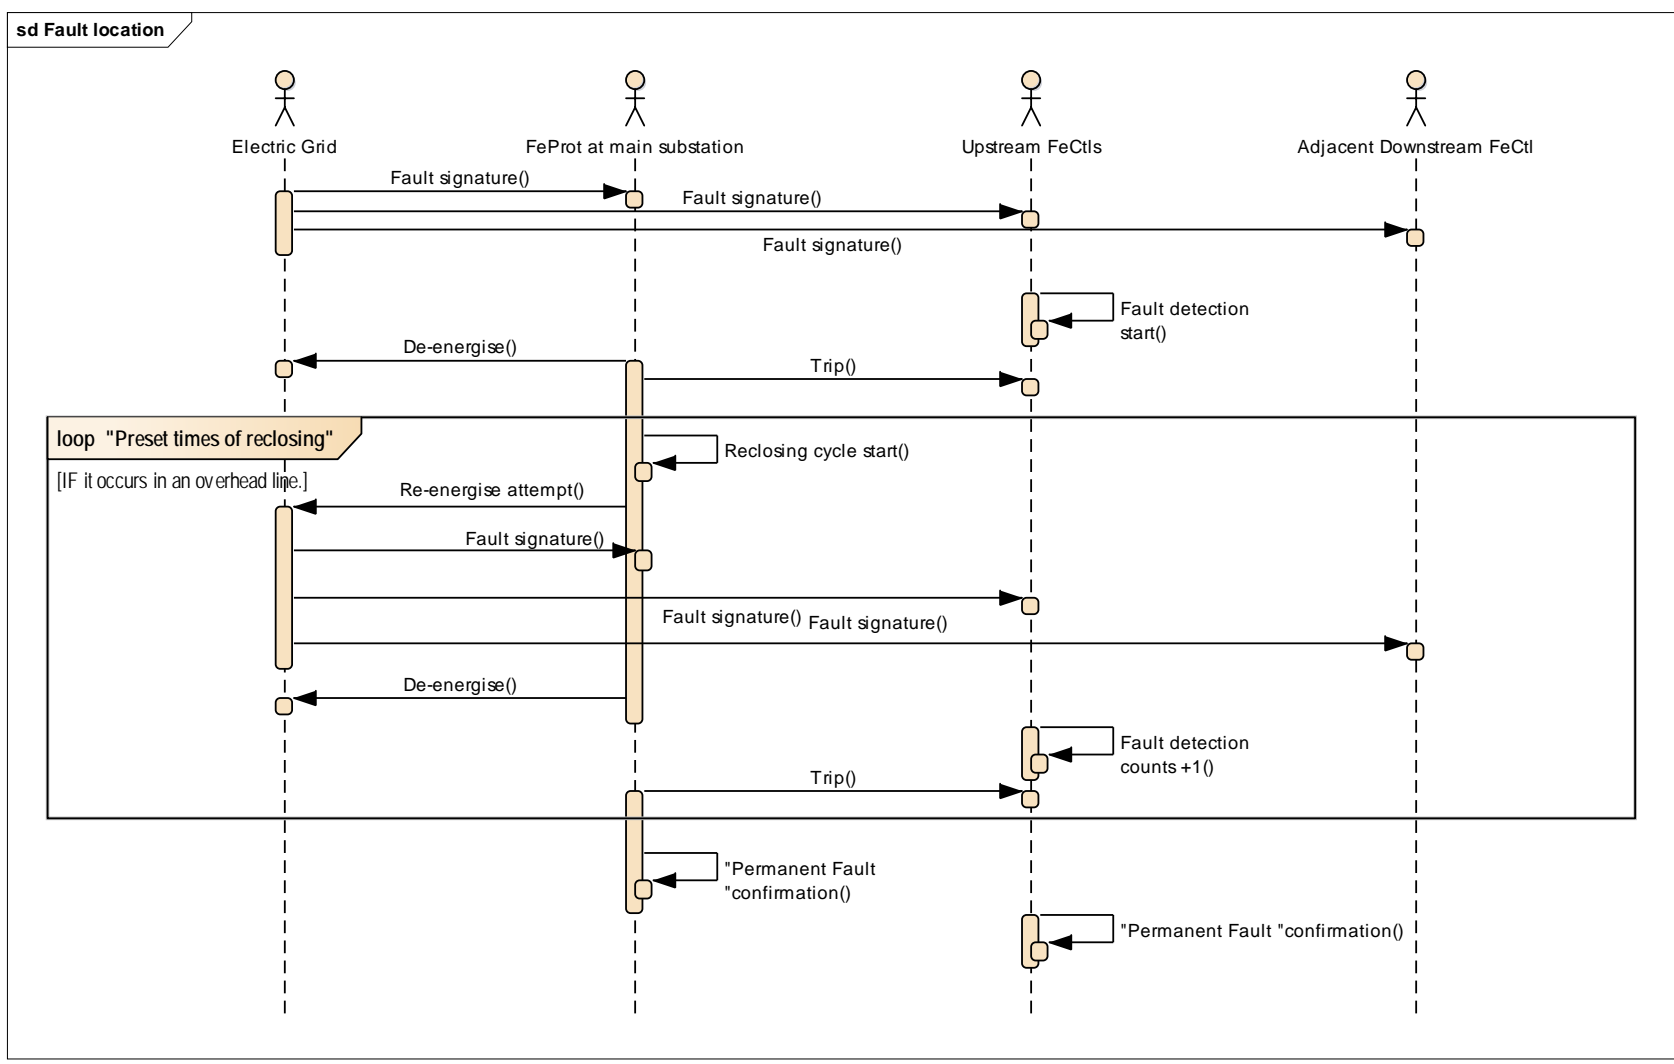 sd Fault location
Electric Grid
FeProt at main substation
Upstream FeCtls
Adjacent Downstream FeCtl
Fault signature()
Fault signature()
Fault signature()
Fault detection
start()
De-energise()
Trip()
loop "Preset times of reclosing"
Reclosing cycle start()
[IF it occurs in an overhead line.]
Re-energise attempt()
Fault signature()
Fault signature()
Fault signature()
De-energise()
Fault detection
counts +1()
Trip()
"Permanent Fault
"confirmation()
"Permanent Fault "confirmation()